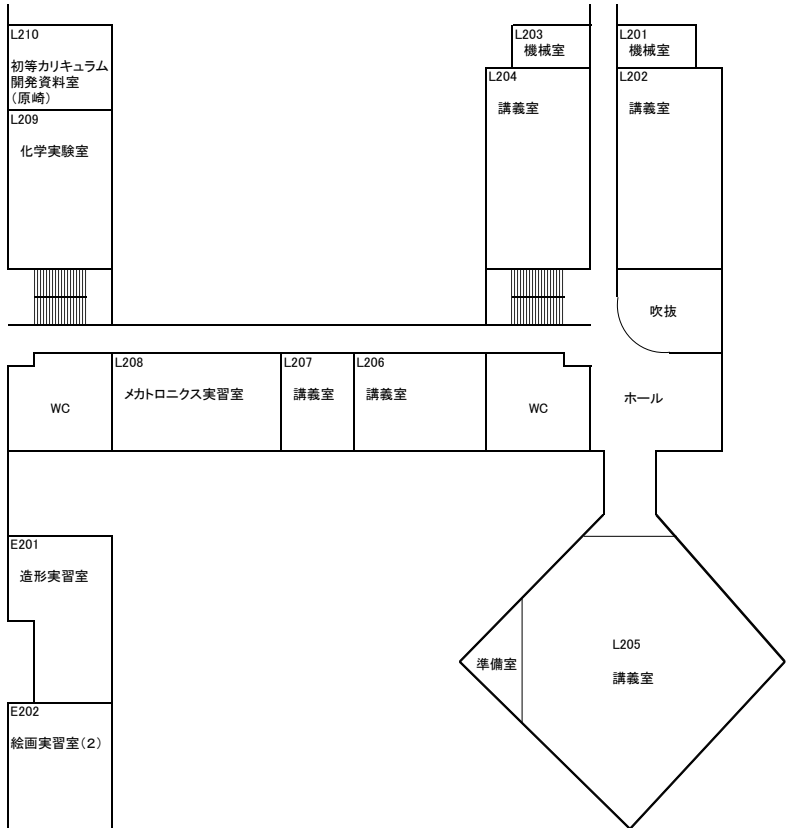 L210
初等カリキュラム
開発資料室
(原崎)
L203
機械室
L201
機械室
L204
講義室
L202
講義室
L209
化学実験室
吹抜
L208
メカトロニクス実習室
L207
講義室
L206
講義室
WC
WC
ホール
E201
造形実習室
L205
講義室
準備室
E202
絵画実習室(2)